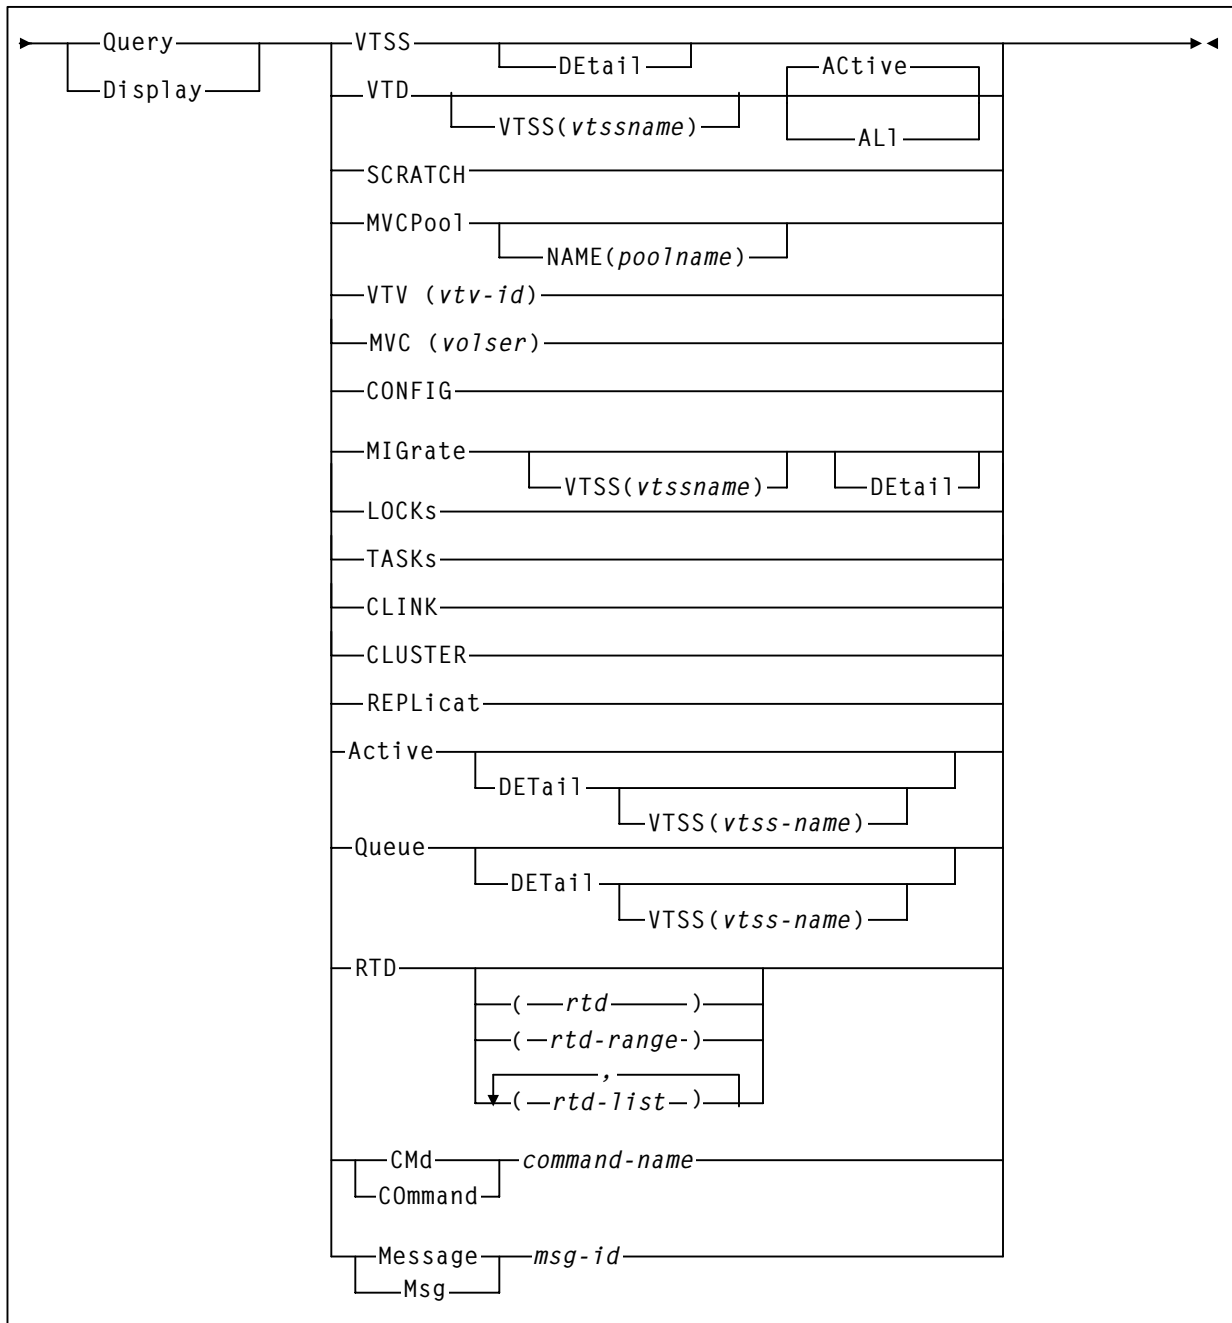 Query
Display
VTSS
DEtail
VTD
VTSS(vtssname)
ACtive
ALl
SCRATCH
MVCPool
NAME(poolname)
VTV (vtv-id)
MVC (volser)
CONFIG
MIGrate
VTSS(vtssname)
DEtail
LOCKs
TASKs
CLINK
CLUSTER
REPLicat
Active
DETail
VTSS(vtss-name)
Queue
DETail
VTSS(vtss-name)
RTD
( rtd )
( rtd-range )
,
( rtd-list )
CMd
COmmand
command-name
Message
Msg
msg-id